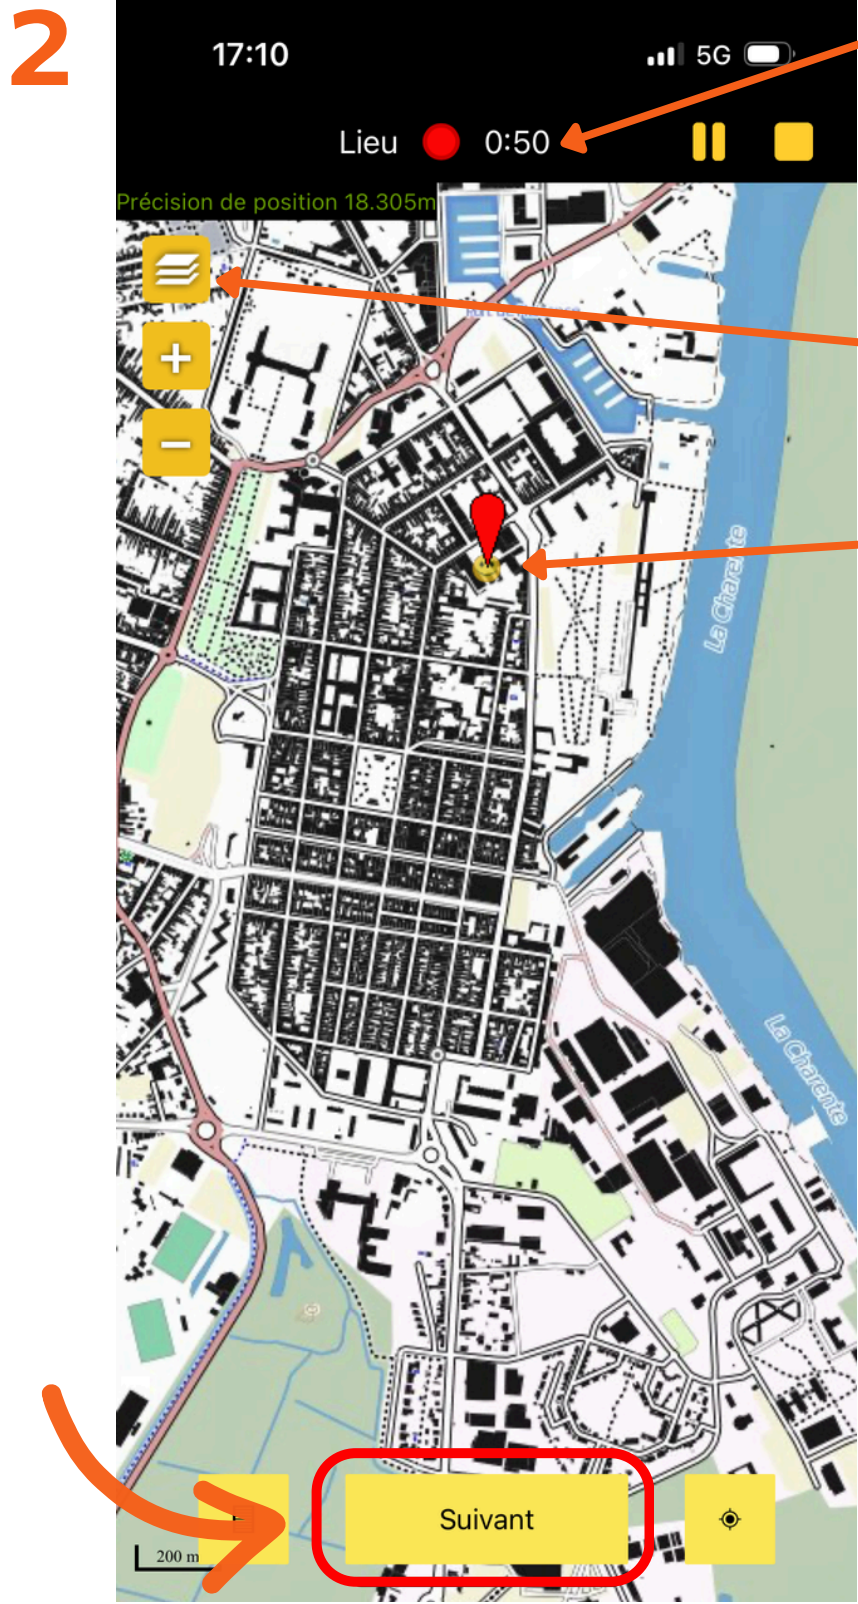 2
17:10
5G
Lieu 0:50
Précision de position 18.305m
+
−
La Charente
La Charente
Suivant
200 m